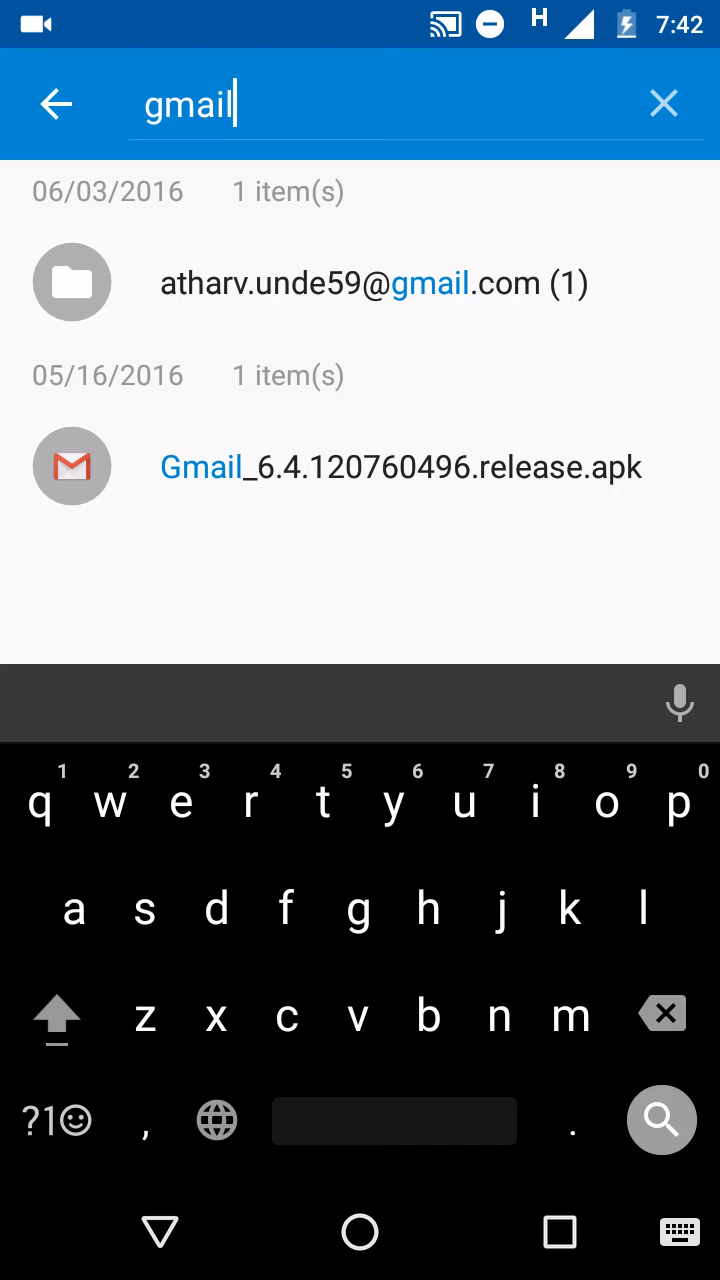 H 7:42
gmail
06/03/2016 1 item(s)
atharv.unde59@gmail.com (1)
05/16/2016 1 item(s)
Gmail_6.4.120760496.release.apk
1 2 3 4 5 6 7 8 9 0
q w e r t y u i o p
a s d f g h j k l
z x c v b n m
?1☺ , .